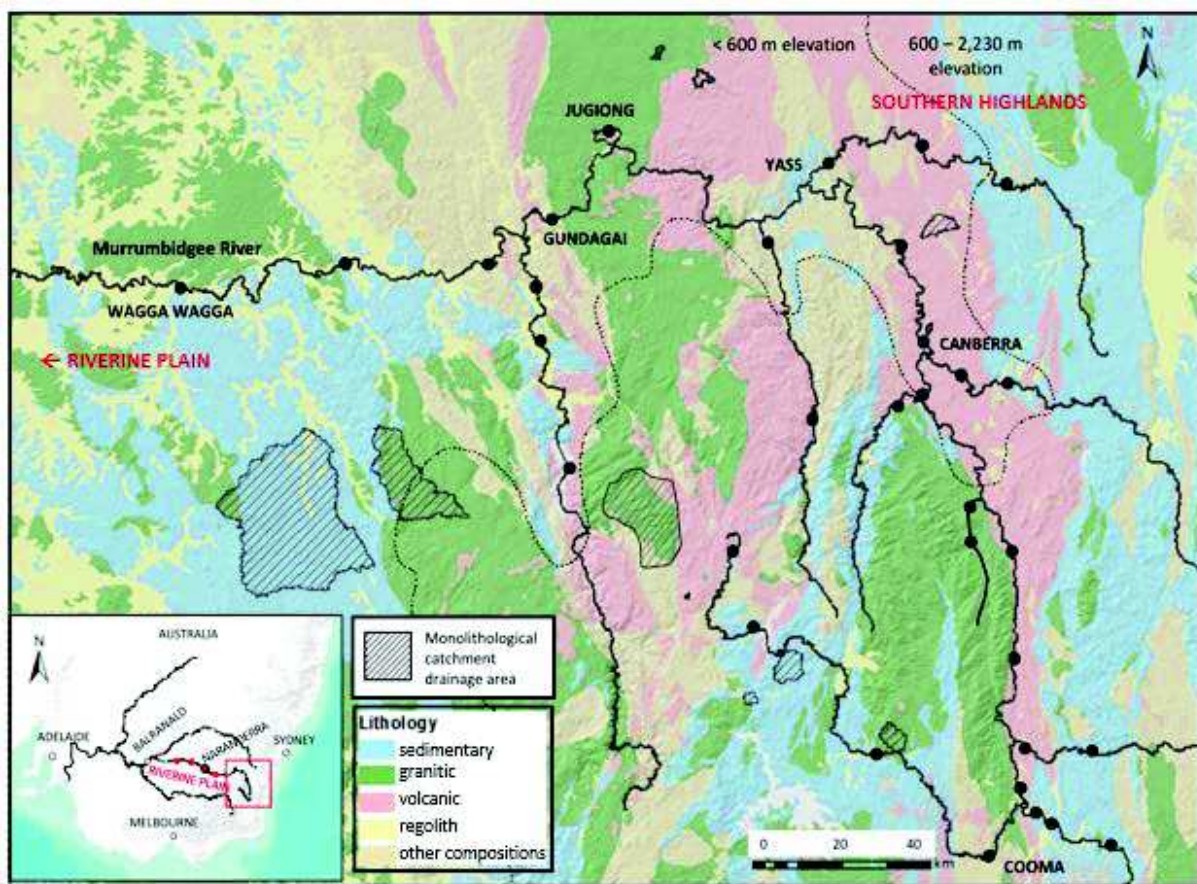 < 600 m elevation
600 – 2,230 m
elevation
N
SOUTHERN HIGHLANDS
JUGIONG
YASS
GUNDAGAI
Murrumbidgee River
WAGGA WAGGA
CANBERRA
← RIVERINE PLAIN
N
AUSTRALIA
ADELAIDE
BALRANALD
NARANDERRA
SYDNEY
RIVERINE PLAIN
MELBOURNE
Monolithological
catchment
drainage area
Lithology
sedimentary
granitic
volcanic
regolith
other compositions
0 20 40
km
COOMA